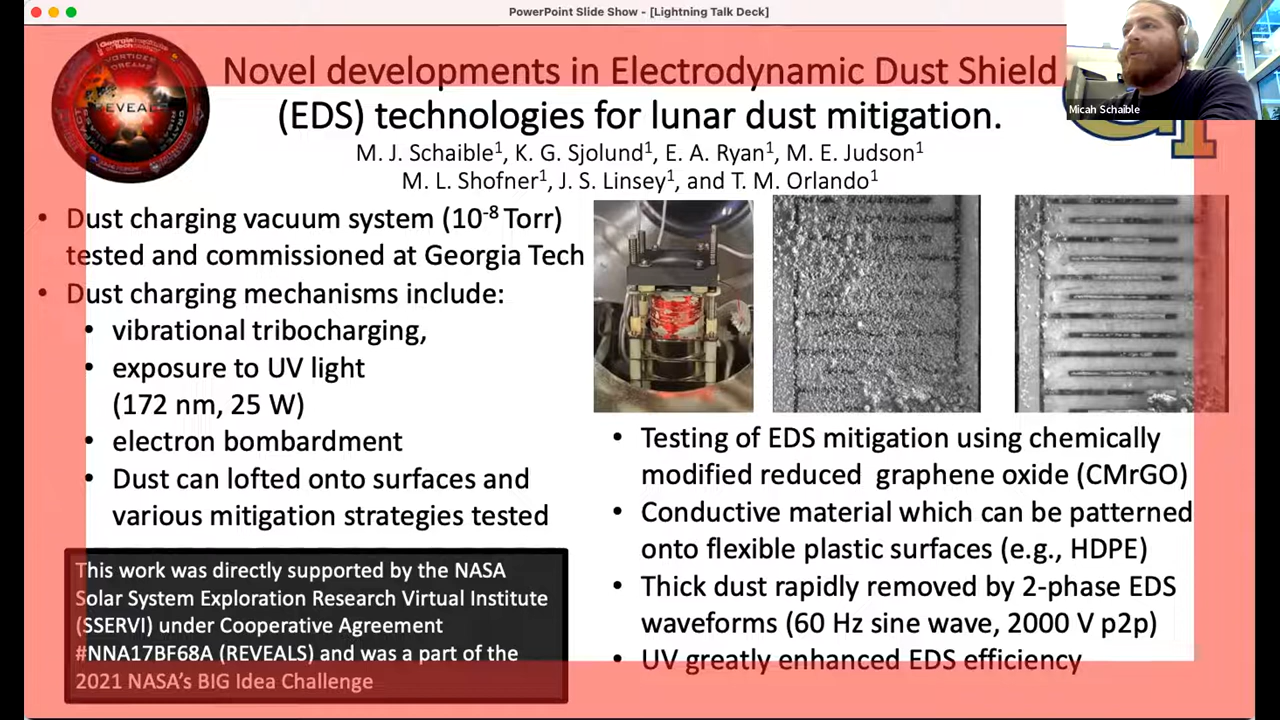 PowerPoint Slide Show - [Lightning Talk Deck]
Micah Schaible
REVEALS
Novel developments in Electrodynamic Dust Shield
(EDS) technologies for lunar dust mitigation.
M. J. Schaible¹, K. G. Sjolund¹, E. A. Ryan¹, M. E. Judson¹
M. L. Shofner¹, J. S. Linsey¹, and T. M. Orlando¹
• Dust charging vacuum system (10⁻⁸ Torr)
tested and commissioned at Georgia Tech
• Dust charging mechanisms include:
• vibrational tribocharging,
• exposure to UV light
(172 nm, 25 W)
• electron bombardment
• Dust can lofted onto surfaces and
various mitigation strategies tested
This work was directly supported by the NASA
Solar System Exploration Research Virtual Institute
(SSERVI) under Cooperative Agreement
#NNA17BF68A (REVEALS) and was a part of the
2021 NASA's BIG Idea Challenge
• Testing of EDS mitigation using chemically
modified reduced graphene oxide (CMrGO)
• Conductive material which can be patterned
onto flexible plastic surfaces (e.g., HDPE)
• Thick dust rapidly removed by 2-phase EDS
waveforms (60 Hz sine wave, 2000 V p2p)
• UV greatly enhanced EDS efficiency